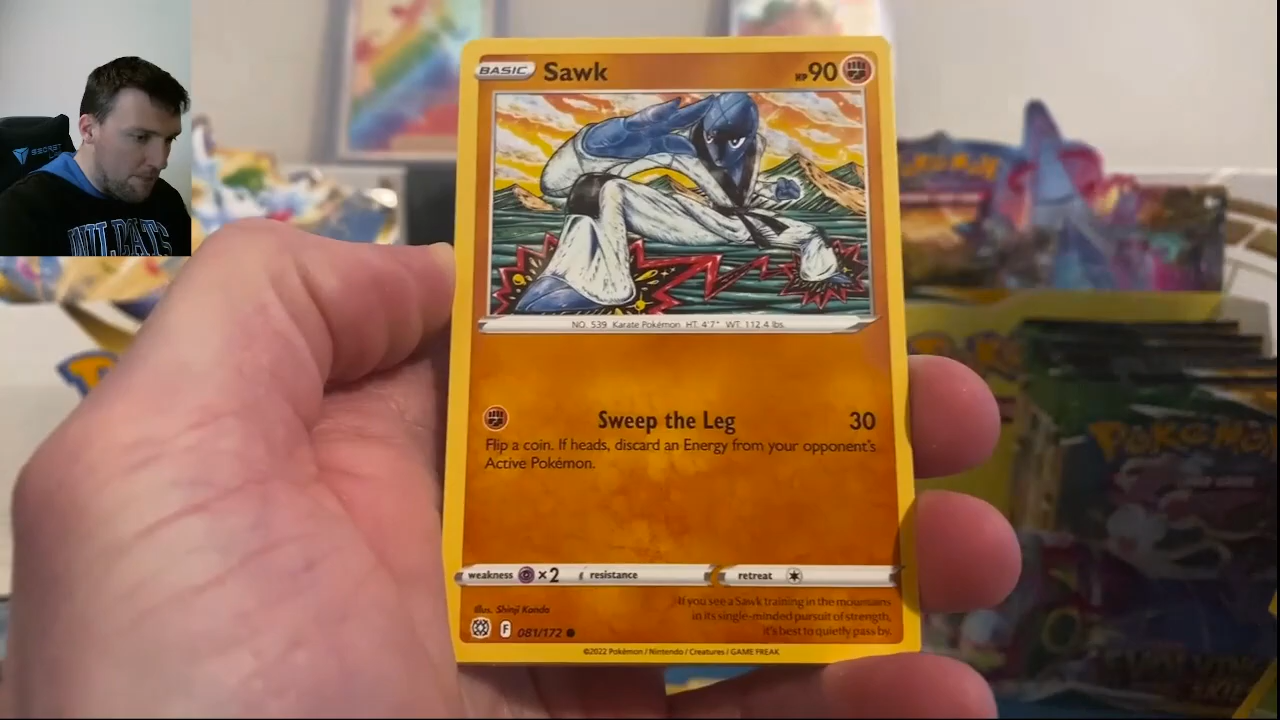 BASIC Sawk HP 90
NO. 539 Karate Pokémon HT: 4'7" WT: 112.4 lbs.
Sweep the Leg 30
Flip a coin. If heads, discard an Energy from your opponent's
Active Pokémon.
weakness ×2 resistance retreat
Illus. Shinji Kanda
If you see a Sawk training in the mountains
in its single-minded pursuit of strength,
it's best to quietly pass by.
F 081/172
©2022 Pokémon / Nintendo / Creatures / GAME FREAK
WILDCATS
POKÉMON